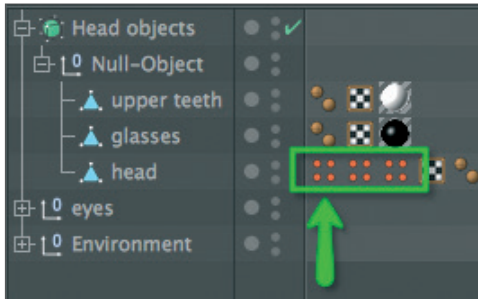 Head objects
Null-Object
upper teeth
glasses
head
eyes
Environment